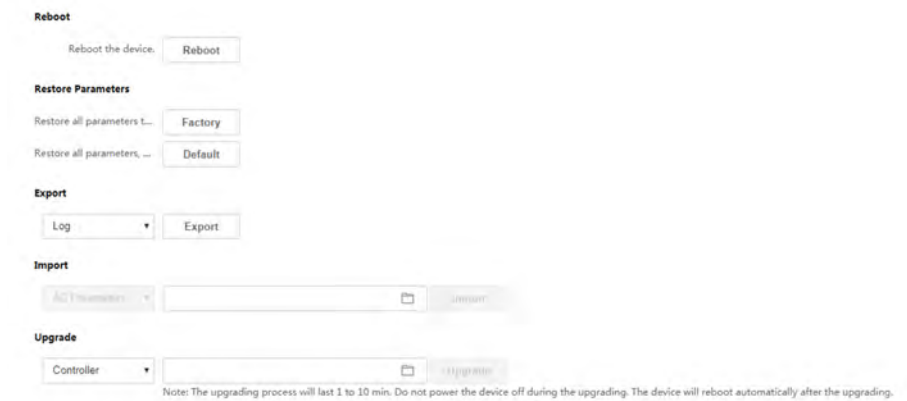 Reboot
Reboot the device. Reboot
Restore Parameters
Restore all parameters t... Factory
Restore all parameters, ... Default
Export
Log Export
Import
Upgrade
Controller Upgrade
Note: The upgrading process will last 1 to 10 min. Do not power the device off during the upgrading. The device will reboot automatically after the upgrading.